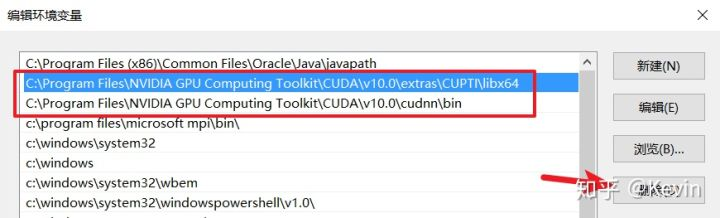 编辑环境变量
C:\Program Files (x86)\Common Files\Oracle\Java\javapath
C:\Program Files\NVIDIA GPU Computing Toolkit\CUDA\v10.0\extras\CUPTI\libx64
C:\Program Files\NVIDIA GPU Computing Toolkit\CUDA\v10.0\cudnn\bin
c:\program files\microsoft mpi\bin\
c:\windows\system32
c:\windows
c:\windows\system32\wbem
c:\windows\system32\windowspowershell\v1.0\
新建(N)
编辑(E)
浏览(B)...
删除(D)
知乎 @Kevin